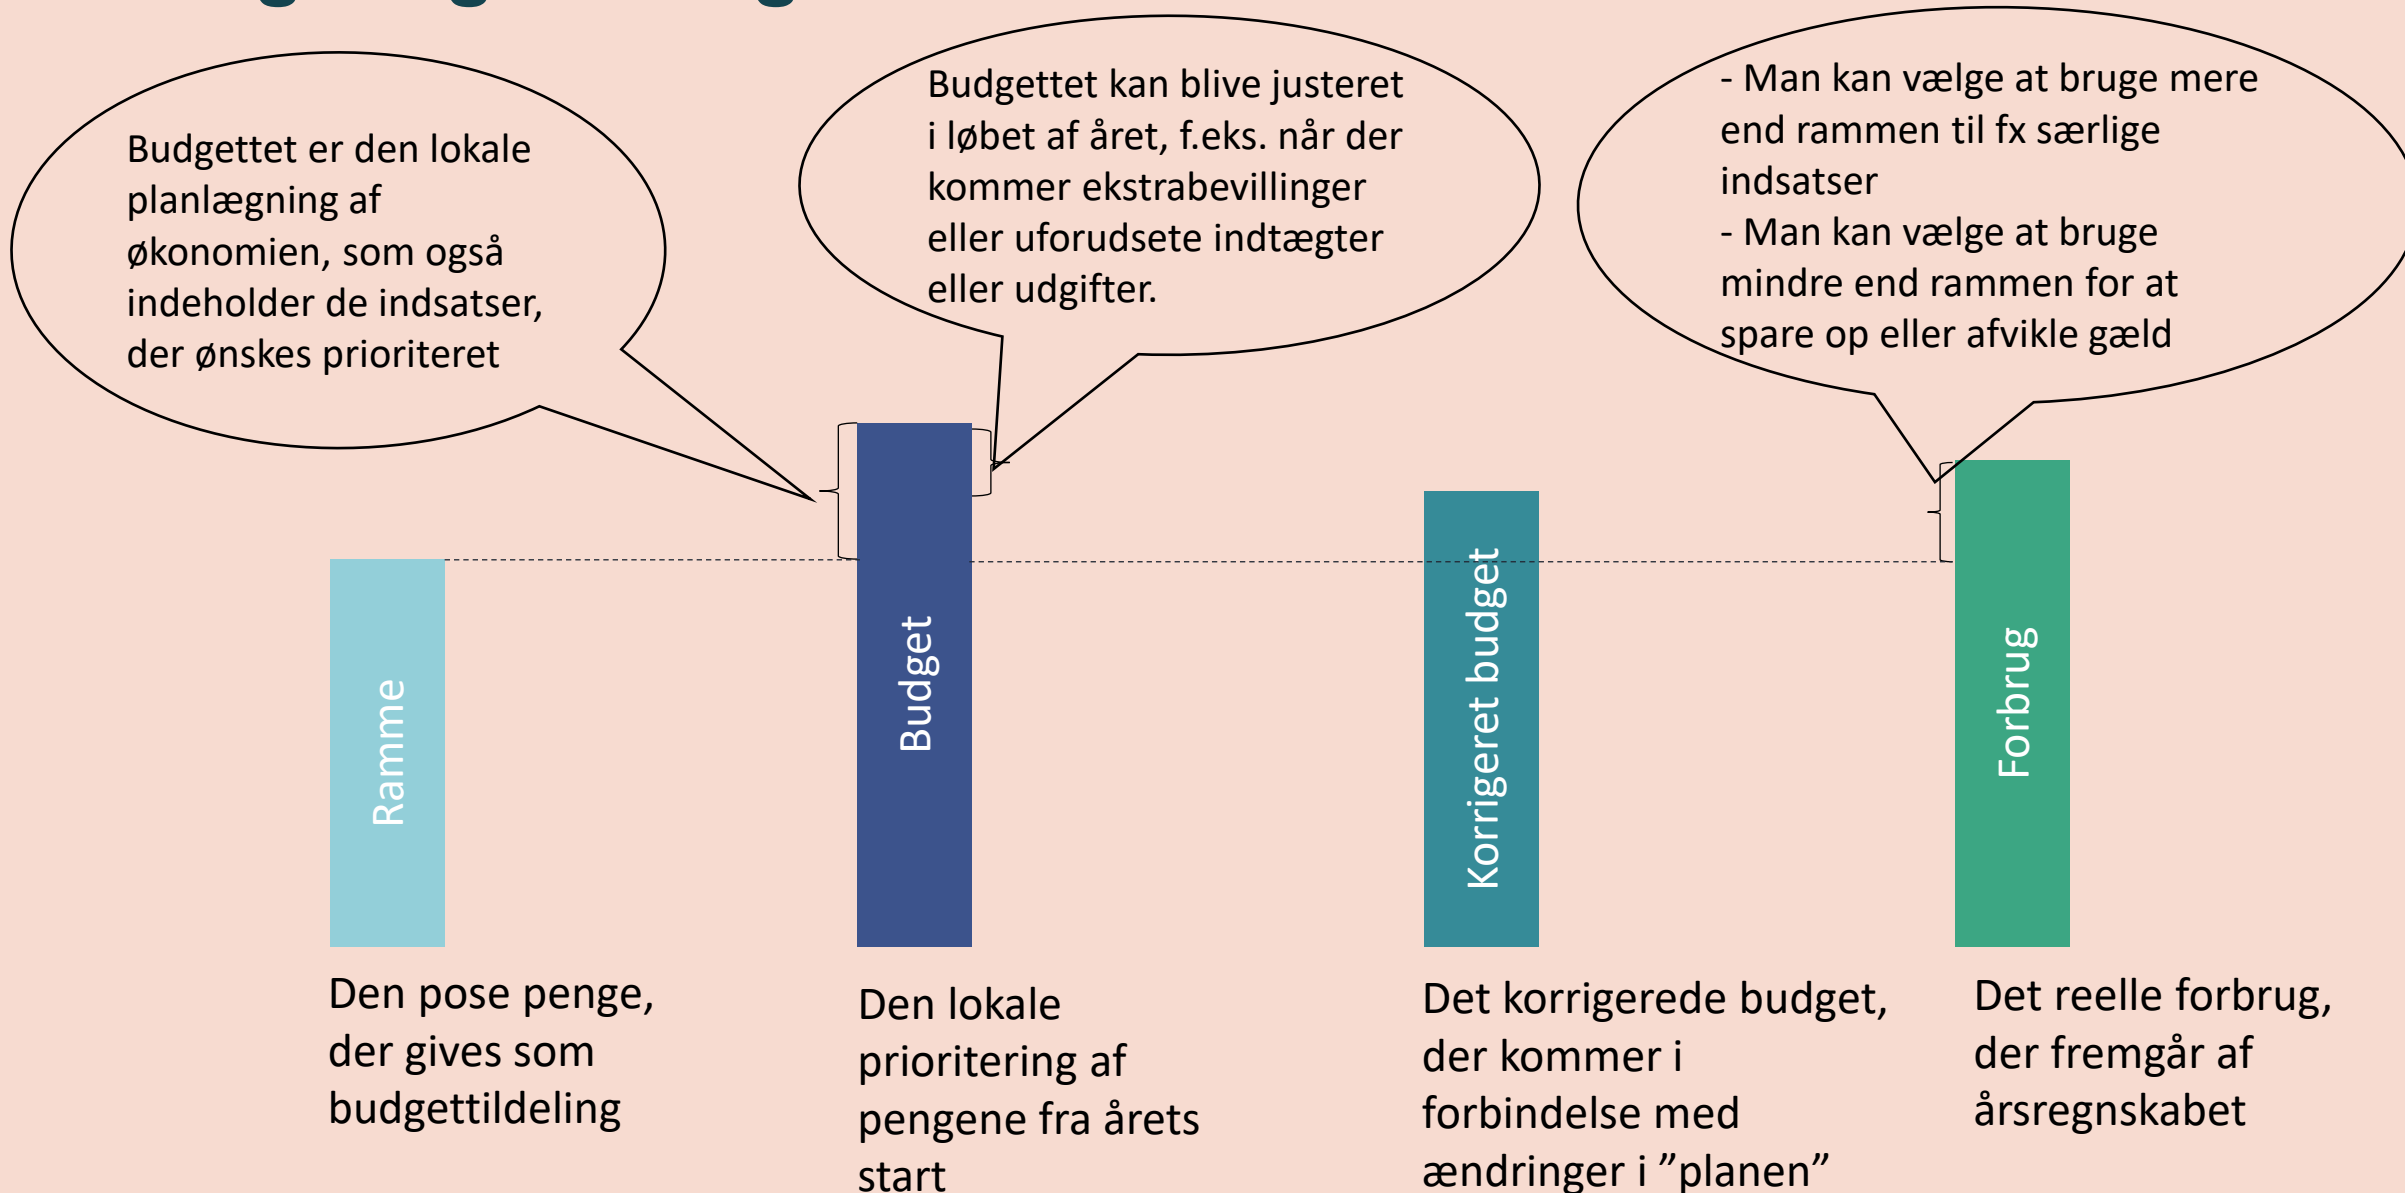 Budgettet er den lokale
planlægning af
økonomien, som også
indeholder de indsatser,
der ønskes prioriteret
Budgettet kan blive justeret
i løbet af året, f.eks. når der
kommer ekstrabevillinger
eller uforudsete indtægter
eller udgifter.
- Man kan vælge at bruge mere
end rammen til fx særlige
indsatser
- Man kan vælge at bruge
mindre end rammen for at
spare op eller afvikle gæld
Ramme
Budget
Korrigeret budget
Forbrug
Den pose penge,
der gives som
budgettildeling
Den lokale
prioritering af
pengene fra årets
start
Det korrigerede budget,
der kommer i
forbindelse med
ændringer i ”planen”
Det reelle forbrug,
der fremgår af
årsregnskabet